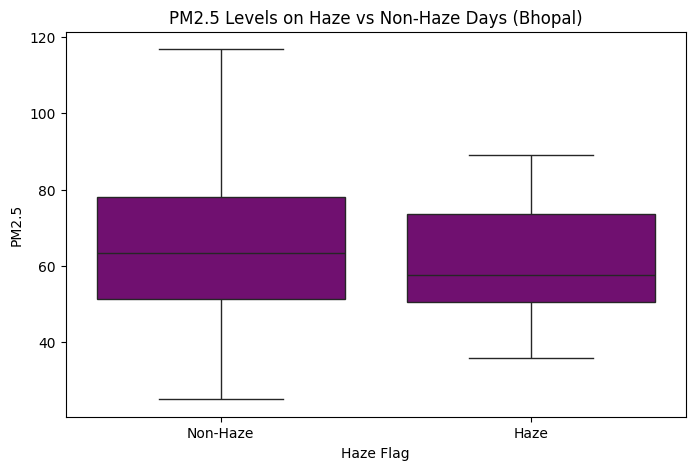 PM2.5 Levels on Haze vs Non-Haze Days (Bhopal)
120
100
80
60
40
PM2.5
Non-Haze
Haze
Haze Flag